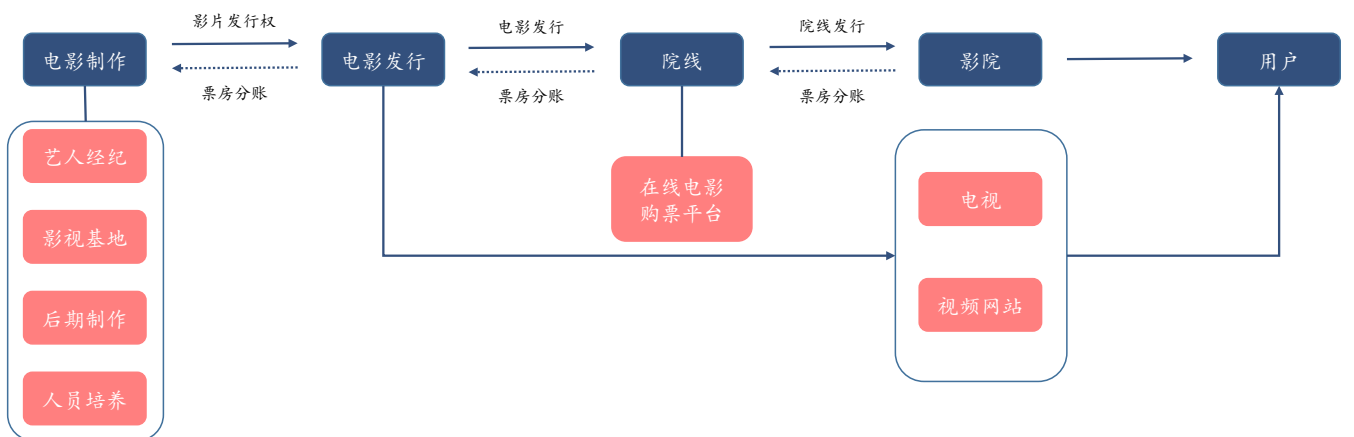 影片发行权
电影发行
院线发行
电影制作
电影发行
院线
影院
用户
票房分账
票房分账
票房分账
艺人经纪
影视基地
后期制作
人员培养
在线电影
购票平台
电视
视频网站